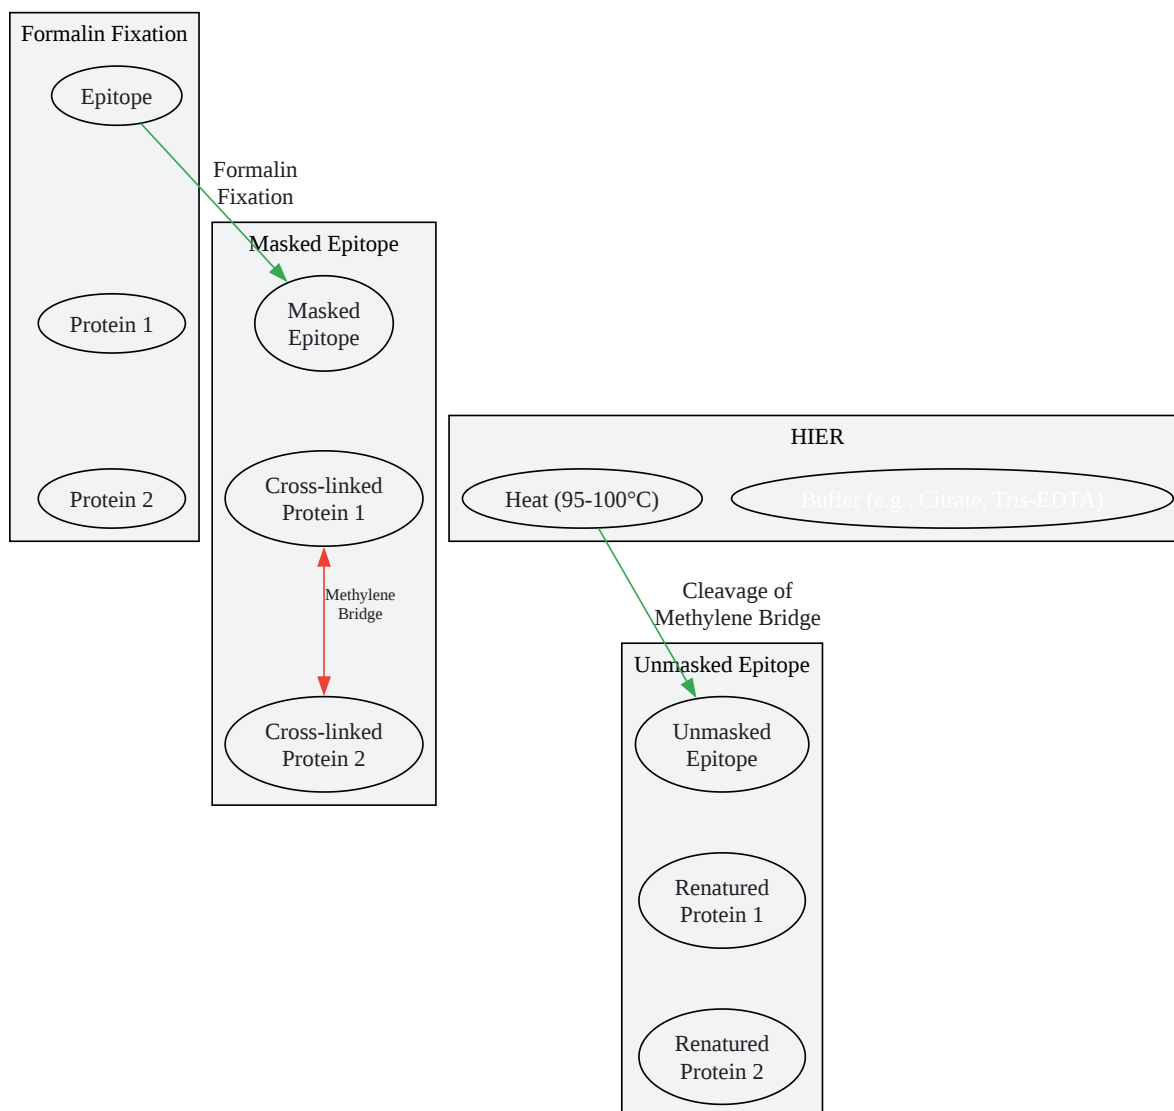 Formalin Fixation
Epitope
Formalin
Fixation
Masked Epitope
Masked
Epitope
Protein 1
HIER
Cross-linked
Protein 1
Protein 2
Heat (95-100°C)
Buffer (e.g., Citrate, Tris-EDTA)
Methylene
Bridge
Cleavage of
Methylene Bridge
Unmasked Epitope
Cross-linked
Protein 2
Unmasked
Epitope
Renatured
Protein 1
Renatured
Protein 2